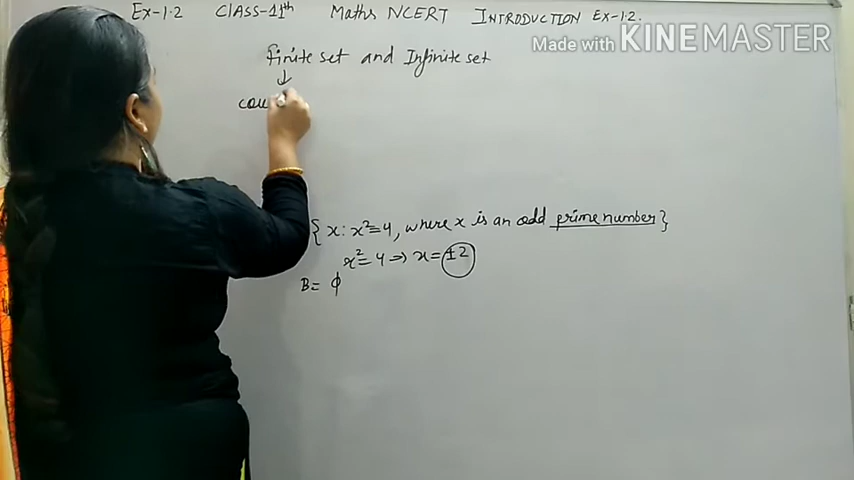 Ex-1.2 CLASS-11th Maths NCERT INTRODUCTION Ex-1.2.
Made with KINEMASTER
finite set and Infinite set
↓
cou
{ x : x²=4, where x is an odd prime number }
x²=4 ⇒ x=±2
B= ϕ